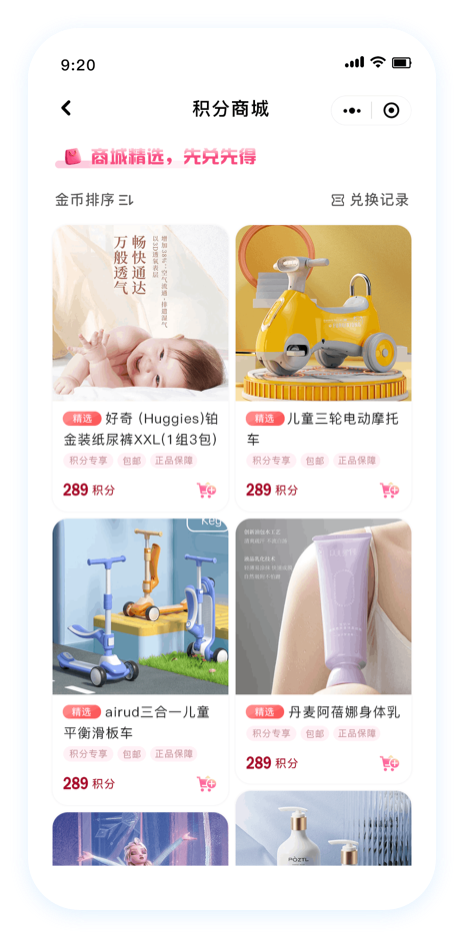 9:20
积分商城
商城精选，先兑先得
金币排序
兑换记录
畅快通达
万般透气
精选 好奇 (Huggies)铂
金装纸尿裤XXL(1组3包)
积分专享 包邮 正品保障
289 积分
精选 儿童三轮电动摩托
车
积分专享 包邮 正品保障
289 积分
Keg
精选 airud三合一儿童
平衡滑板车
积分专享 包邮 正品保障
289 积分
精选 丹麦阿蓓娜身体乳
积分专享 包邮 正品保障
289 积分
POZTL